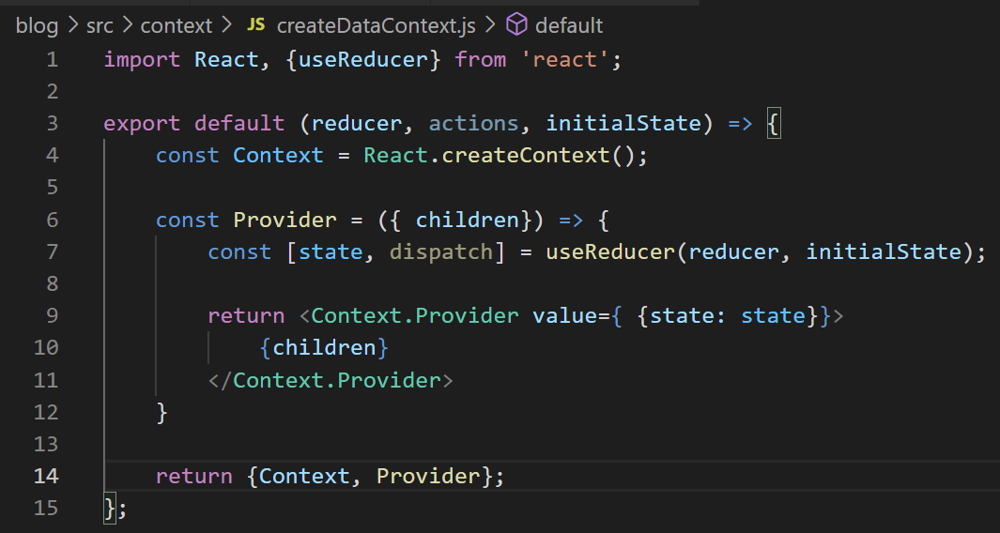 blog > src > context > JS createDataContext.js > default
1 import React, {useReducer} from 'react';
2
3 export default (reducer, actions, initialState) => {
4     const Context = React.createContext();
5
6     const Provider = ({ children}) => {
7         const [state, dispatch] = useReducer(reducer, initialState);
8
9         return <Context.Provider value={ {state: state}}>
10             {children}
11         </Context.Provider>
12     }
13
14     return {Context, Provider};
15 };